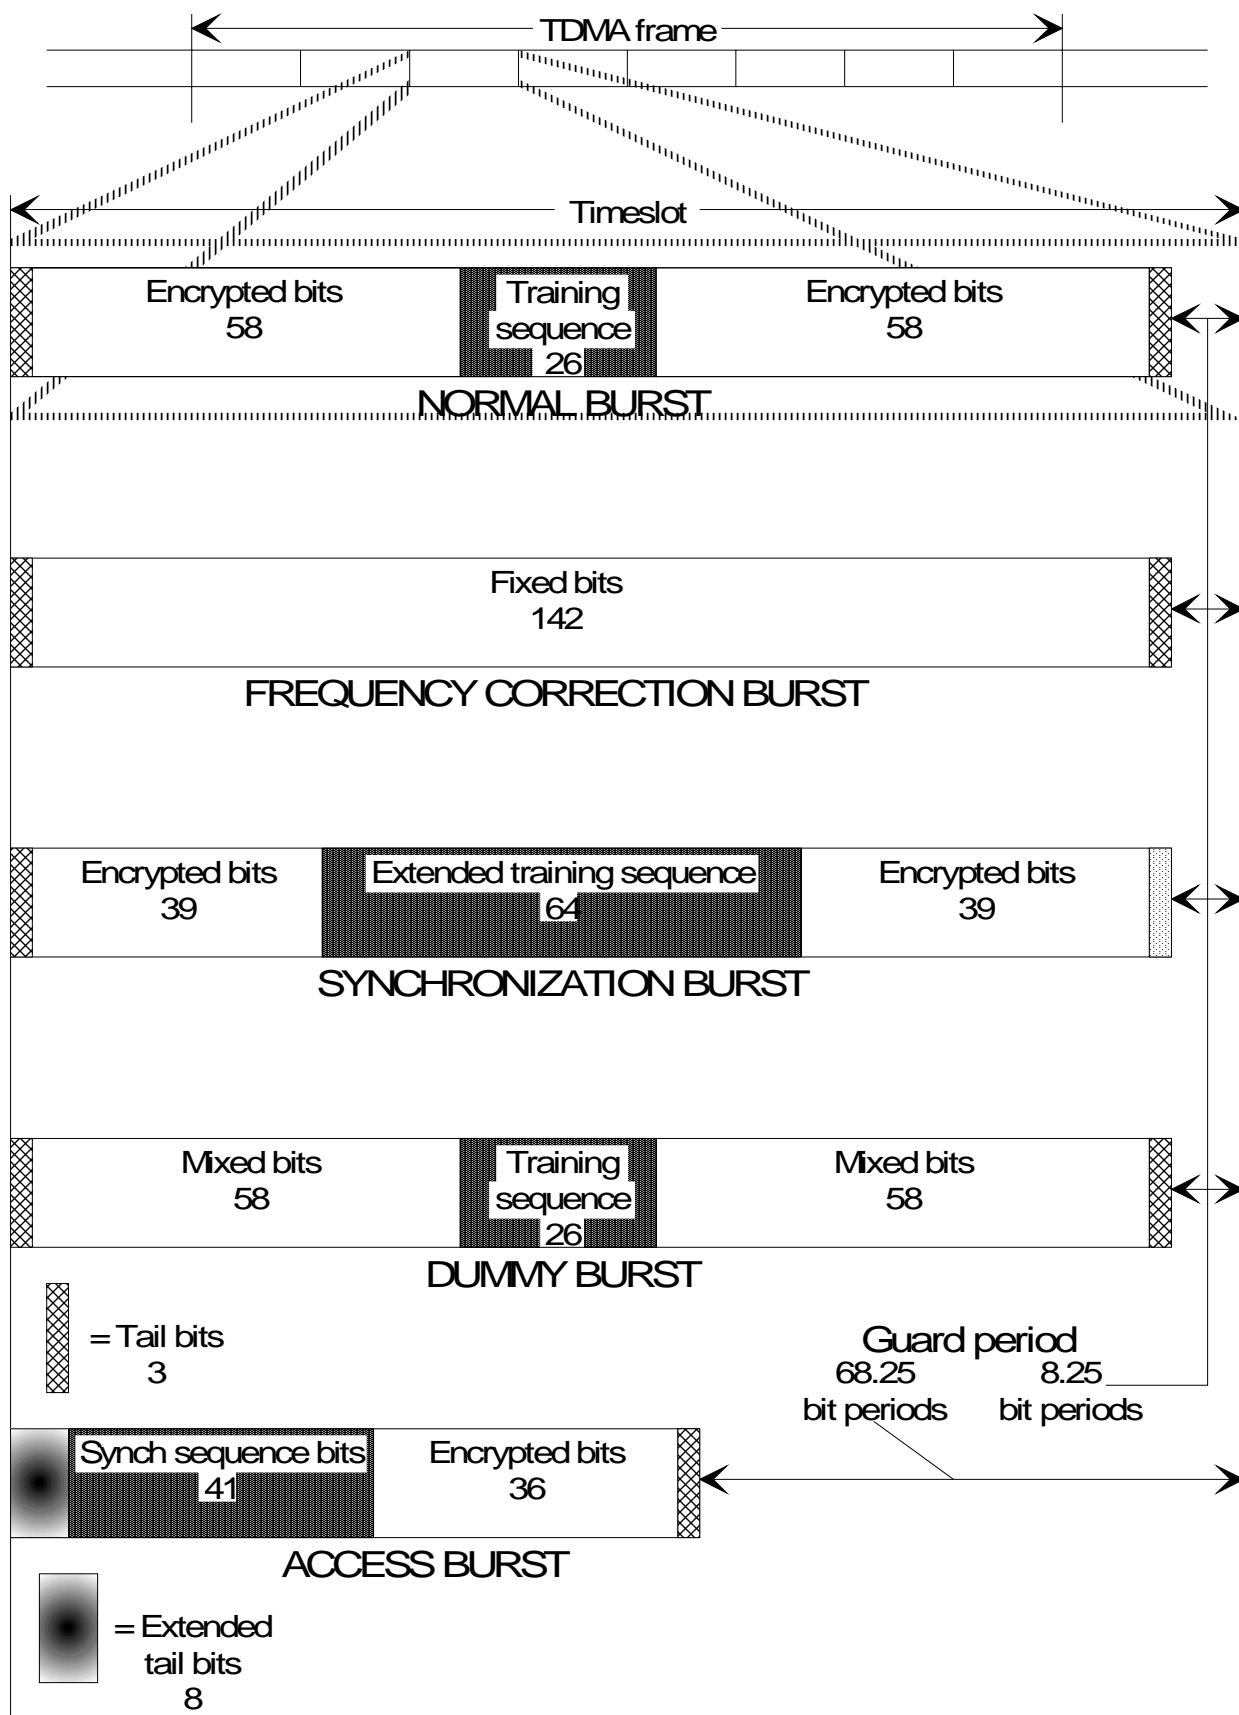 TDMA frame
Timeslot
Encrypted bits
58
Training
sequence
26
Encrypted bits
58
NORMAL BURST
Fixed bits
142
FREQUENCY CORRECTION BURST
Encrypted bits
39
Extended training sequence
64
Encrypted bits
39
SYNCHRONIZATION BURST
Mixed bits
58
Training
sequence
26
Mixed bits
58
DUMMY BURST
= Tail bits
3
Guard period
68.25
bit periods
8.25
bit periods
Synch sequence bits
41
Encrypted bits
36
ACCESS BURST
= Extended
tail bits
8